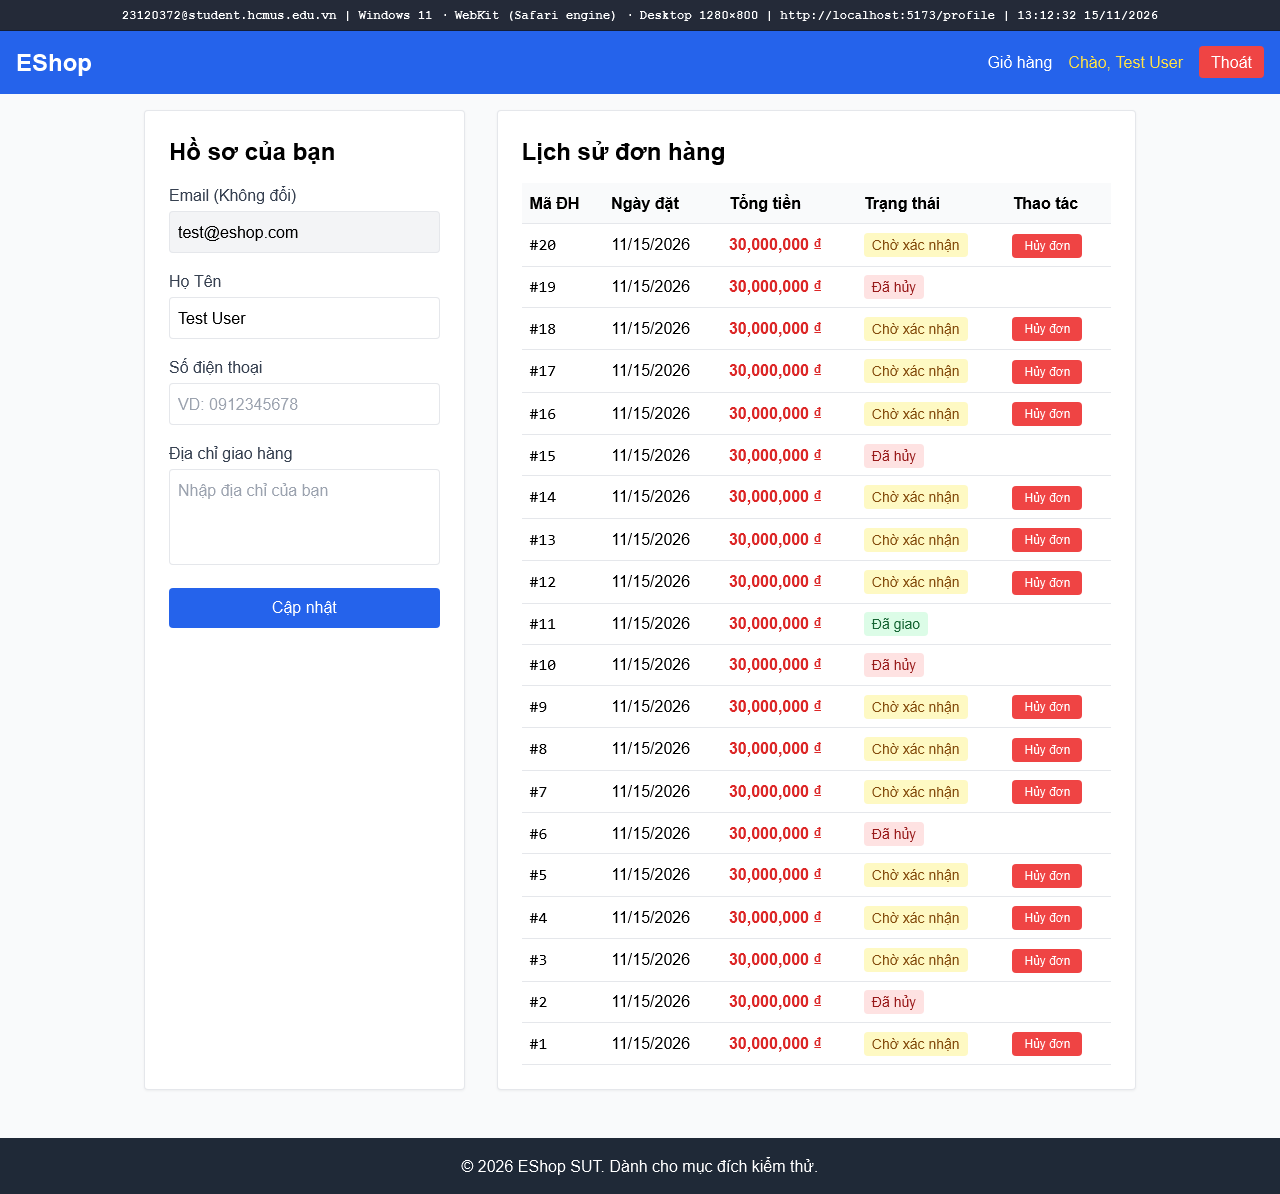 23120372@student.hcmus.edu.vn | Windows 11 · WebKit (Safari engine) · Desktop 1280×800 | http://localhost:5173/profile | 13:12:32 15/11/2026
EShop
Giỏ hàng Chào, Test User Thoát
Hồ sơ của bạn
Email (Không đổi)
test@eshop.com
Họ Tên
Test User
Số điện thoại
VD: 0912345678
Địa chỉ giao hàng
Nhập địa chỉ của bạn
Cập nhật
Lịch sử đơn hàng
Mã ĐH Ngày đặt Tổng tiền Trạng thái Thao tác
#20 11/15/2026 30,000,000 ₫ Chờ xác nhận Hủy đơn
#19 11/15/2026 30,000,000 ₫ Đã hủy
#18 11/15/2026 30,000,000 ₫ Chờ xác nhận Hủy đơn
#17 11/15/2026 30,000,000 ₫ Chờ xác nhận Hủy đơn
#16 11/15/2026 30,000,000 ₫ Chờ xác nhận Hủy đơn
#15 11/15/2026 30,000,000 ₫ Đã hủy
#14 11/15/2026 30,000,000 ₫ Chờ xác nhận Hủy đơn
#13 11/15/2026 30,000,000 ₫ Chờ xác nhận Hủy đơn
#12 11/15/2026 30,000,000 ₫ Chờ xác nhận Hủy đơn
#11 11/15/2026 30,000,000 ₫ Đã giao
#10 11/15/2026 30,000,000 ₫ Đã hủy
#9 11/15/2026 30,000,000 ₫ Chờ xác nhận Hủy đơn
#8 11/15/2026 30,000,000 ₫ Chờ xác nhận Hủy đơn
#7 11/15/2026 30,000,000 ₫ Chờ xác nhận Hủy đơn
#6 11/15/2026 30,000,000 ₫ Đã hủy
#5 11/15/2026 30,000,000 ₫ Chờ xác nhận Hủy đơn
#4 11/15/2026 30,000,000 ₫ Chờ xác nhận Hủy đơn
#3 11/15/2026 30,000,000 ₫ Chờ xác nhận Hủy đơn
#2 11/15/2026 30,000,000 ₫ Đã hủy
#1 11/15/2026 30,000,000 ₫ Chờ xác nhận Hủy đơn
© 2026 EShop SUT. Dành cho mục đích kiểm thử.